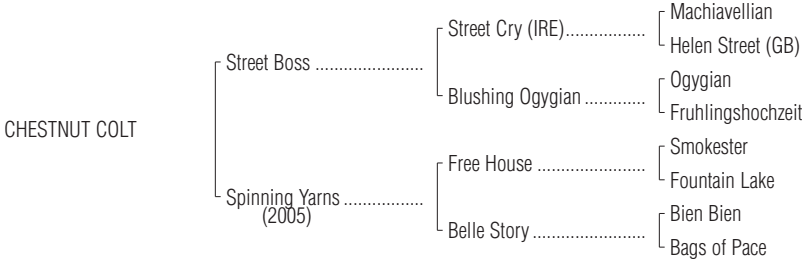 Machiavellian
Street Cry (IRE).................
Helen Street (GB)
Street Boss .......................
Ogygian
Blushing Ogygian .............
Fruhlingshochzeit
CHESTNUT COLT
Smokester
Free House .......................
Fountain Lake
Spinning Yarns .................
(2005)
Bien Bien
Belle Story ........................
Bags of Pace